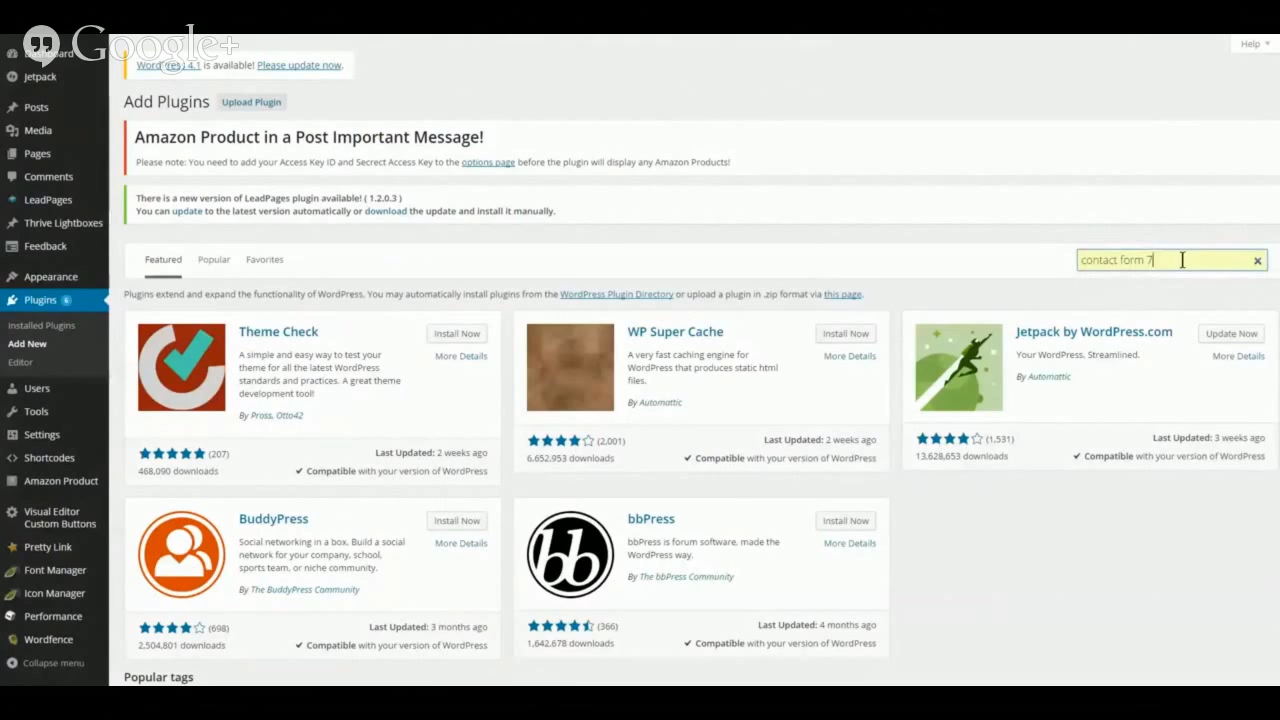 Google+
Dashboard
Jetpack
Posts
Media
Pages
Comments
LeadPages
Thrive Lightboxes
Feedback
Appearance
Plugins 6
Installed Plugins
Add New
Editor
Users
Tools
Settings
Shortcodes
Amazon Product
Visual Editor
Custom Buttons
Pretty Link
Font Manager
Icon Manager
Performance
Wordfence
Collapse menu
Help
WordPress 4.1 is available! Please update now.
Add Plugins Upload Plugin
Amazon Product in a Post Important Message!
Please note: You need to add your Access Key ID and Secrect Access Key to the options page before the plugin will display any Amazon Products!
There is a new version of LeadPages plugin available! ( 1.2.0.3 )
You can update to the latest version automatically or download the update and install it manually.
Featured Popular Favorites
contact form 7
Plugins extend and expand the functionality of WordPress. You may automatically install plugins from the WordPress Plugin Directory or upload a plugin in .zip format via this page.
Theme Check
Install Now
More Details
A simple and easy way to test your
theme for all the latest WordPress
standards and practices. A great theme
development tool!
By Pross, Otto42
(207)
468,090 downloads
Last Updated: 2 weeks ago
Compatible with your version of WordPress
WP Super Cache
Install Now
More Details
A very fast caching engine for
WordPress that produces static html
files.
By Automattic
(2,001)
6,652,953 downloads
Last Updated: 2 weeks ago
Compatible with your version of WordPress
Jetpack by WordPress.com
Update Now
More Details
Your WordPress, Streamlined.
By Automattic
(1,531)
13,628,653 downloads
Last Updated: 3 weeks ago
Compatible with your version of WordPress
BuddyPress
Install Now
More Details
Social networking in a box. Build a social
network for your company, school,
sports team, or niche community.
By The BuddyPress Community
(698)
2,504,801 downloads
Last Updated: 3 months ago
Compatible with your version of WordPress
bb
bbPress
Install Now
More Details
bbPress is forum software, made the
WordPress way.
By The bbPress Community
(366)
1,642,678 downloads
Last Updated: 4 months ago
Compatible with your version of WordPress
Popular tags